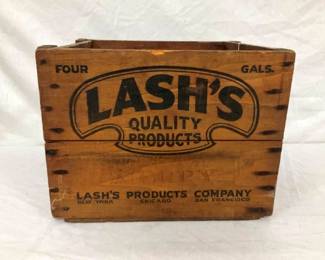 FOUR GALS.
LASH'S
QUALITY
PRODUCTS
LASH'S PRODUCTS COMPANY
NEW YORK CHICAGO SAN FRANCISCO